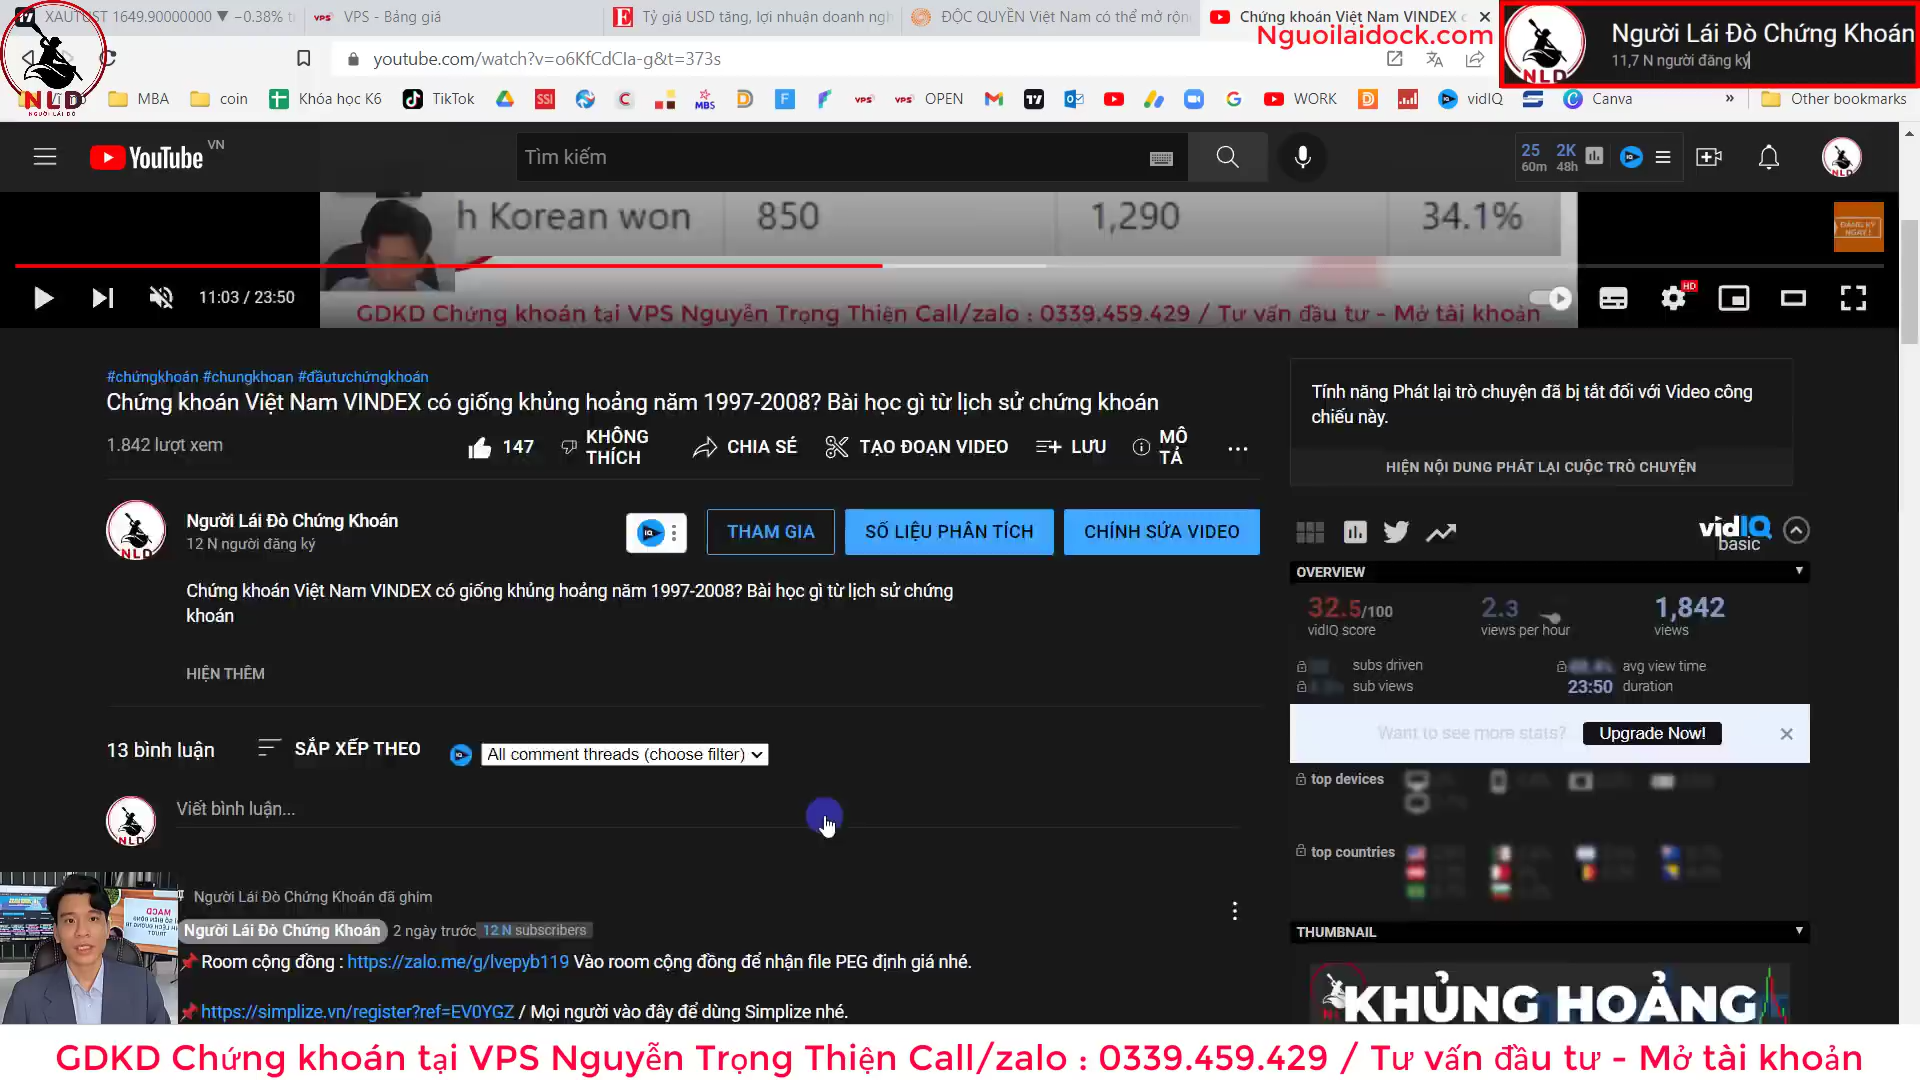 XAUTUST 1649.90000000 ▼ −0.38%
VPS - Bảng giá
Tỷ giá USD tăng, lợi nhuận doanh ngh
ĐỘC QUYỀN Việt Nam có thể mở rộn
Chứng khoán Việt Nam VINDEX c
Nguoilaidock.com
Người Lái Đò Chứng Khoán
11,7 N người đăng ký
youtube.com/watch?v=o6KfCdCIa-g&t=373s
NLD
NGƯỜI LÁI ĐÒ
NLD
MBA
coin
Khóa học K6
TikTok
SSI
MBS
OPEN
WORK
vidIQ
Canva
»
Other bookmarks
YouTube VN
Tìm kiếm
25 2K
60m 48h
h Korean won 850 1,290 34.1%
ĐĂNG KÝ
NGAY !
11:03 / 23:50
HD
GDKD Chứng khoán tại VPS Nguyễn Trọng Thiện Call/zalo : 0339.459.429 / Tư vấn đầu tư - Mở tài khoản
#chứngkhoán #chungkhoan #đầutưchứngkhoán
Chứng khoán Việt Nam VINDEX có giống khủng hoảng năm 1997-2008? Bài học gì từ lịch sử chứng khoán
1.842 lượt xem
147
KHÔNG
THÍCH
CHIA SẺ
TẠO ĐOẠN VIDEO
LƯU
MÔ
TẢ
Tính năng Phát lại trò chuyện đã bị tắt đối với Video công
chiếu này.
HIỆN NỘI DUNG PHÁT LẠI CUỘC TRÒ CHUYỆN
Người Lái Đò Chứng Khoán
12 N người đăng ký
THAM GIA
SỐ LIỆU PHÂN TÍCH
CHỈNH SỬA VIDEO
Chứng khoán Việt Nam VINDEX có giống khủng hoảng năm 1997-2008? Bài học gì từ lịch sử chứng
khoán
HIỆN THÊM
vidIQ
basic
OVERVIEW
32.5/100
vidIQ score
2.3
views per hour
1,842
views
subs driven
avg view time
sub views
23:50 duration
Want to see more stats?
Upgrade Now!
top devices
top countries
THUMBNAIL
KHỦNG HOẢNG
13 bình luận
SẮP XẾP THEO
All comment threads (choose filter)
Viết bình luận...
Người Lái Đò Chứng Khoán đã ghim
Người Lái Đò Chứng Khoán 2 ngày trước 12 N subscribers
Room cộng đồng : https://zalo.me/g/lvepyb119 Vào room cộng đồng để nhận file PEG định giá nhé.
https://simplize.vn/register?ref=EV0YGZ / Mọi người vào đây để dùng Simplize nhé.
GDKD Chứng khoán tại VPS Nguyễn Trọng Thiện Call/zalo : 0339.459.429 / Tư vấn đầu tư - Mở tài khoản